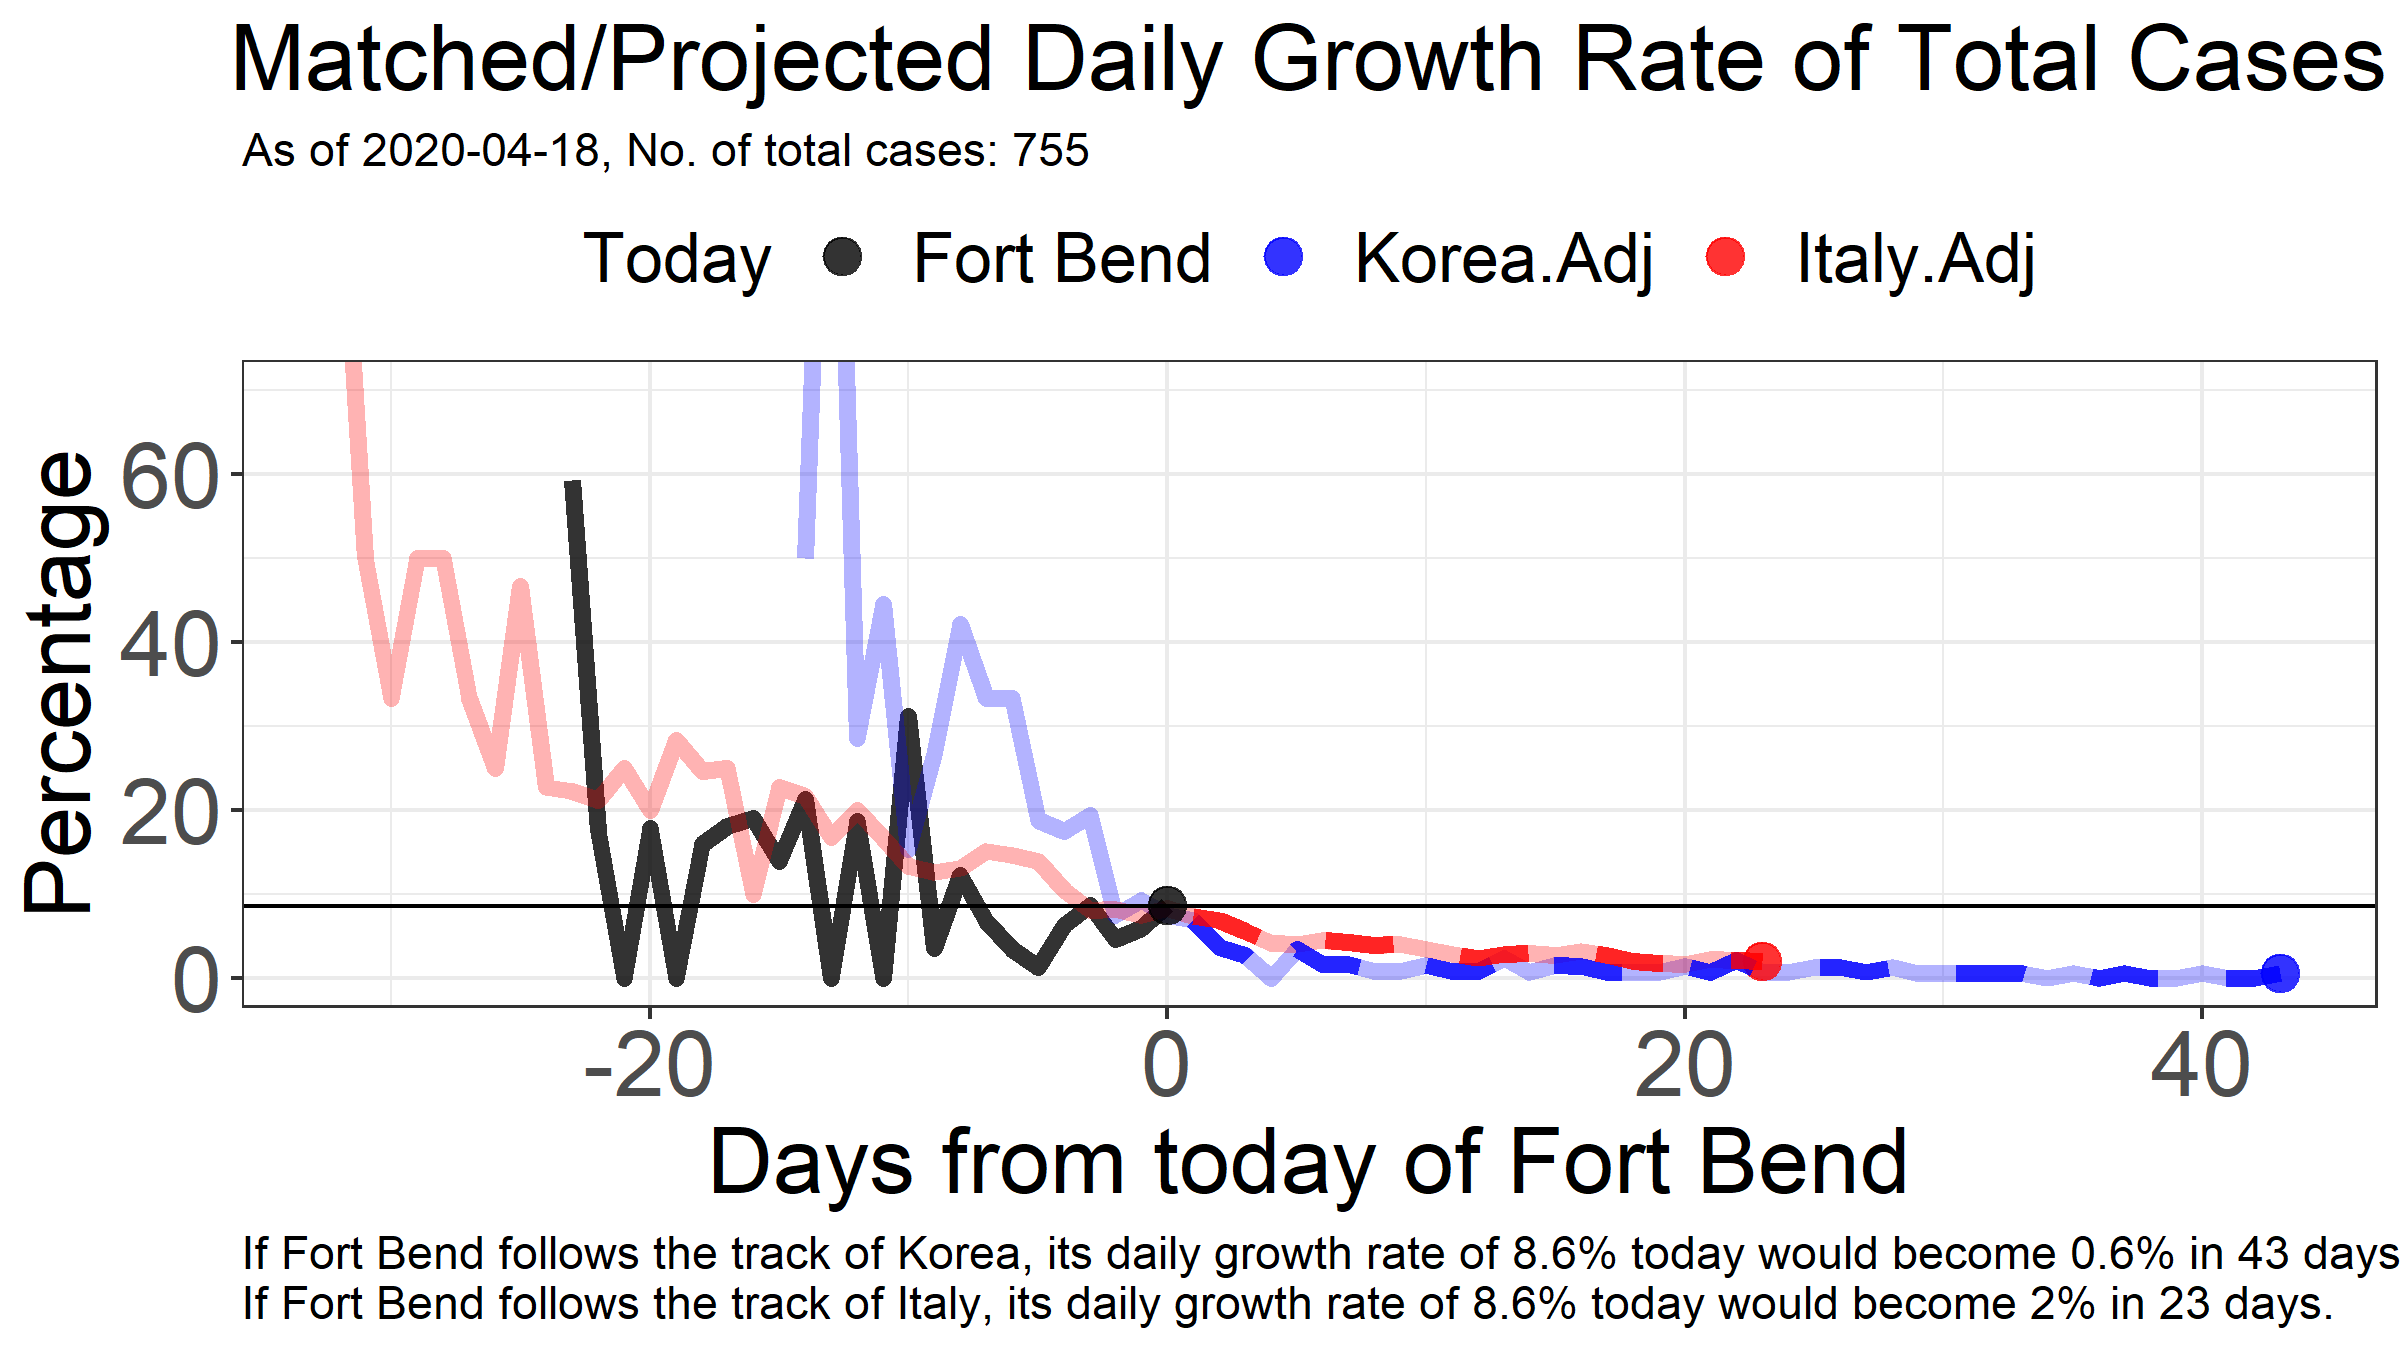 Matched/Projected Daily Growth Rate of Total Cases
As of 2020-04-18, No. of total cases: 755
Today Fort Bend Korea.Adj Italy.Adj
Percentage
60
40
20
0
-20 0 20 40
Days from today of Fort Bend
If Fort Bend follows the track of Korea, its daily growth rate of 8.6% today would become 0.6% in 43 days
If Fort Bend follows the track of Italy, its daily growth rate of 8.6% today would become 2% in 23 days.